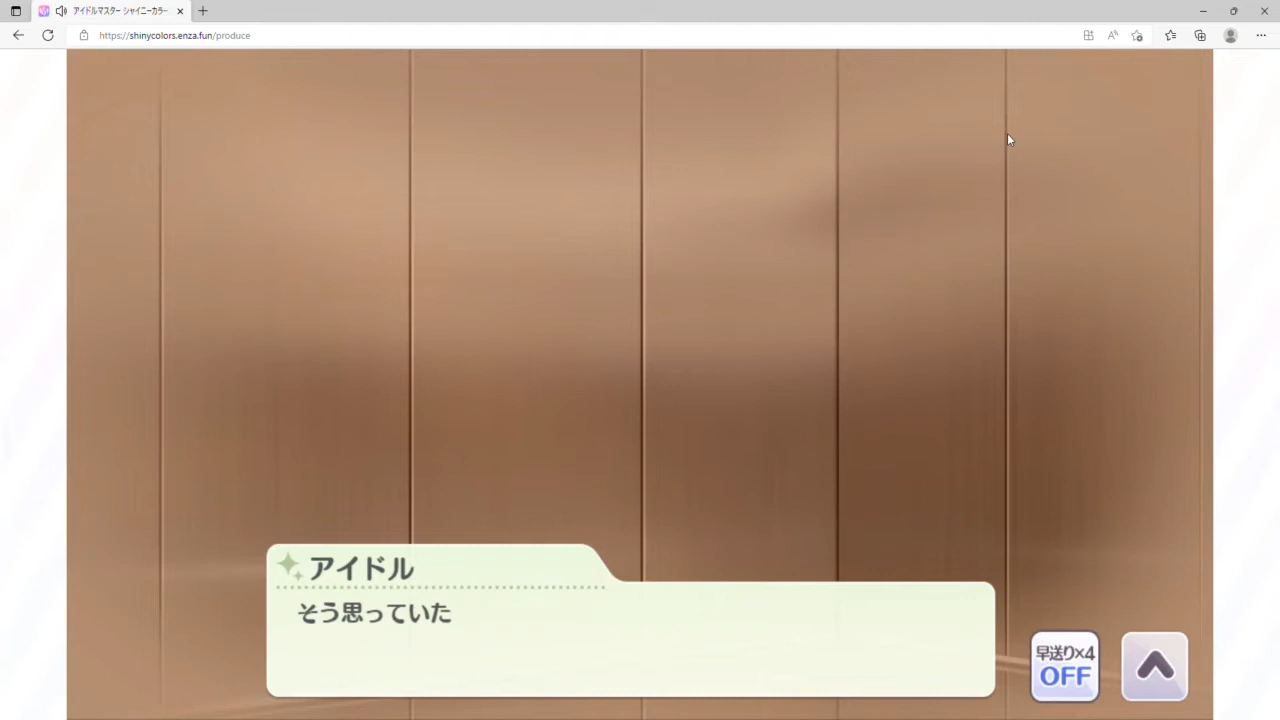 アイドルマスター シャイニーカラー
https://shinycolors.enza.fun/produce
アイドル
そう思っていた
早送り×4
OFF